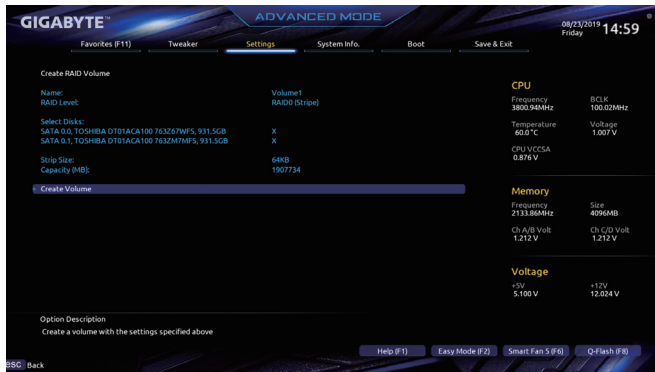 GIGABYTE™
ADVANCED MODE
08/23/2019 Friday 14:59
Favorites (F11) Tweaker Settings System Info. Boot Save & Exit
Create RAID Volume
Name: Volume1
RAID Level: RAID0 (Stripe)
Select Disks:
SATA 0.0, TOSHIBA DT01ACA100 763Z67WFS, 931.5GB X
SATA 0.1, TOSHIBA DT01ACA100 763ZM7MFS, 931.5GB X
Strip Size: 64KB
Capacity (MB): 1907734
Create Volume
CPU
Frequency BCLK
3800.94MHz 100.02MHz
Temperature Voltage
60.0 °C 1.007 V
CPU VCCSA
0.876 V
Memory
Frequency Size
2133.86MHz 4096MB
Ch A/B Volt Ch C/D Volt
1.212 V 1.212 V
Voltage
+5V +12V
5.100 V 12.024 V
Option Description
Create a volume with the settings specified above
Help (F1) Easy Mode (F2) Smart Fan 5 (F6) Q-Flash (F8)
esc Back